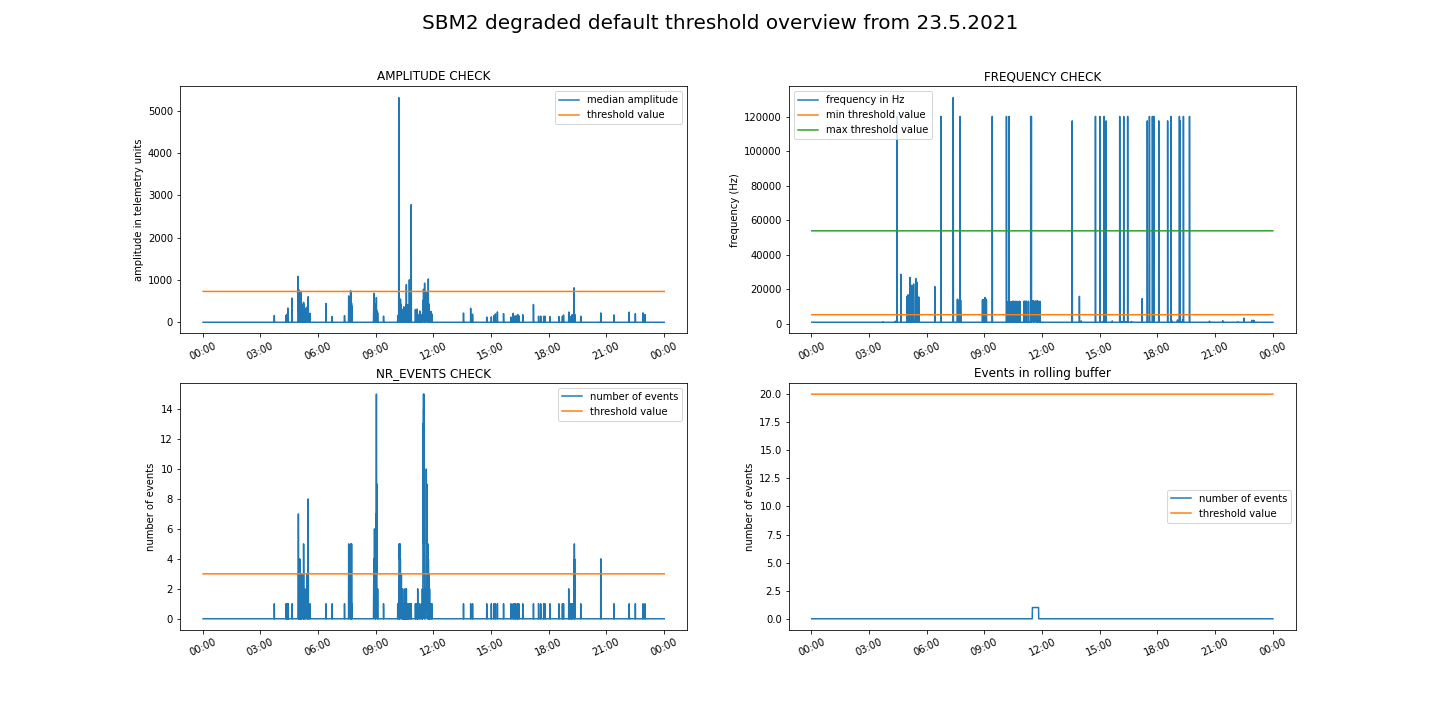 SBM2 degraded default threshold overview from 23.5.2021
AMPLITUDE CHECK
amplitude in telemetry units
5000
4000
3000
2000
1000
0
median amplitude
threshold value
00:00 03:00 06:00 09:00 12:00 15:00 18:00 21:00 00:00
FREQUENCY CHECK
frequency (Hz)
120000
100000
80000
60000
40000
20000
0
frequency in Hz
min threshold value
max threshold value
00:00 03:00 06:00 09:00 12:00 15:00 18:00 21:00 00:00
NR_EVENTS CHECK
number of events
14
12
10
8
6
4
2
0
number of events
threshold value
00:00 03:00 06:00 09:00 12:00 15:00 18:00 21:00 00:00
Events in rolling buffer
number of events
20.0
17.5
15.0
12.5
10.0
7.5
5.0
2.5
0.0
number of events
threshold value
00:00 03:00 06:00 09:00 12:00 15:00 18:00 21:00 00:00